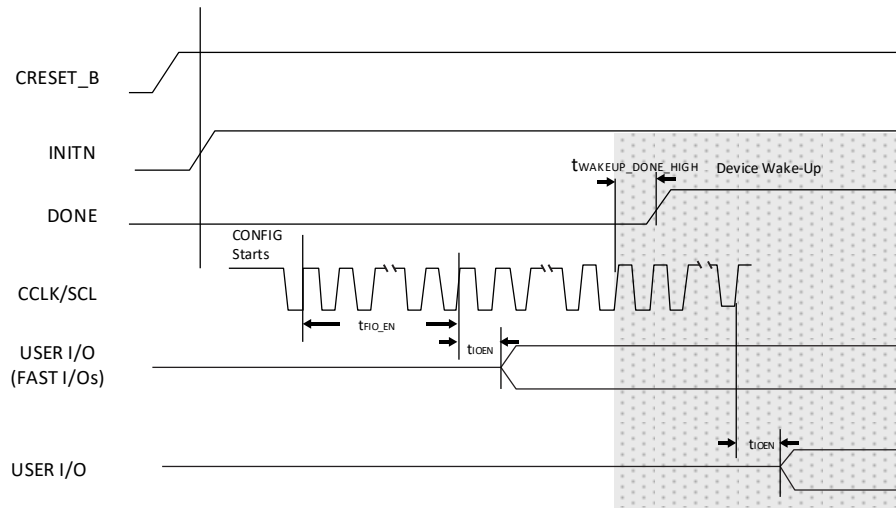 CRESET_B
INITN
tWAKEUP_DONE_HIGH Device Wake-Up
DONE
CONFIG
Starts
CCLK/SCL
tFIO_EN
USER I/O
(FAST I/Os)
tIOEN
tIOEN
USER I/O